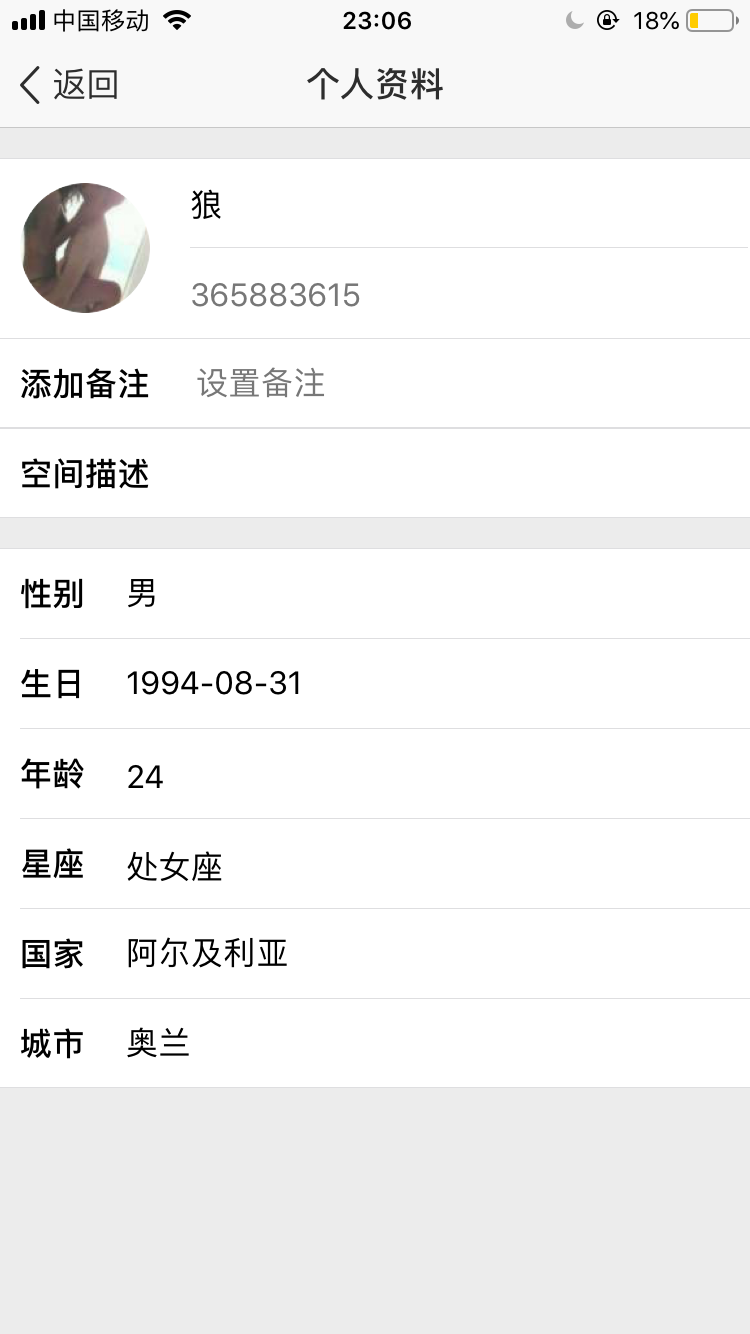 中国移动 23:06 18%
返回 个人资料
狼
365883615
添加备注 设置备注
空间描述
性别 男
生日 1994-08-31
年龄 24
星座 处女座
国家 阿尔及利亚
城市 奥兰